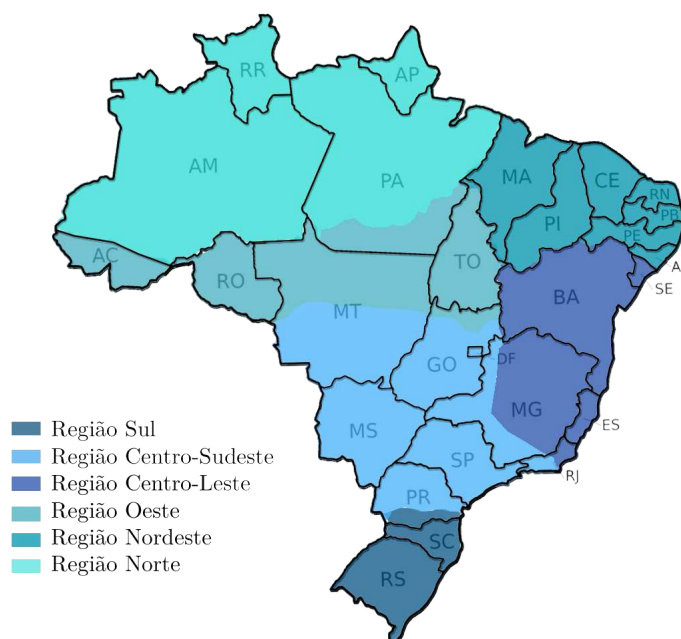 RR
AP
AM
PA
MA
CE
RN
PB
PI
PE
AC
TO
A
RO
SE
BA
MT
GO
DF
MG
ES
MS
SP
RJ
PR
SC
RS
Região Sul
Região Centro-Sudeste
Região Centro-Leste
Região Oeste
Região Nordeste
Região Norte